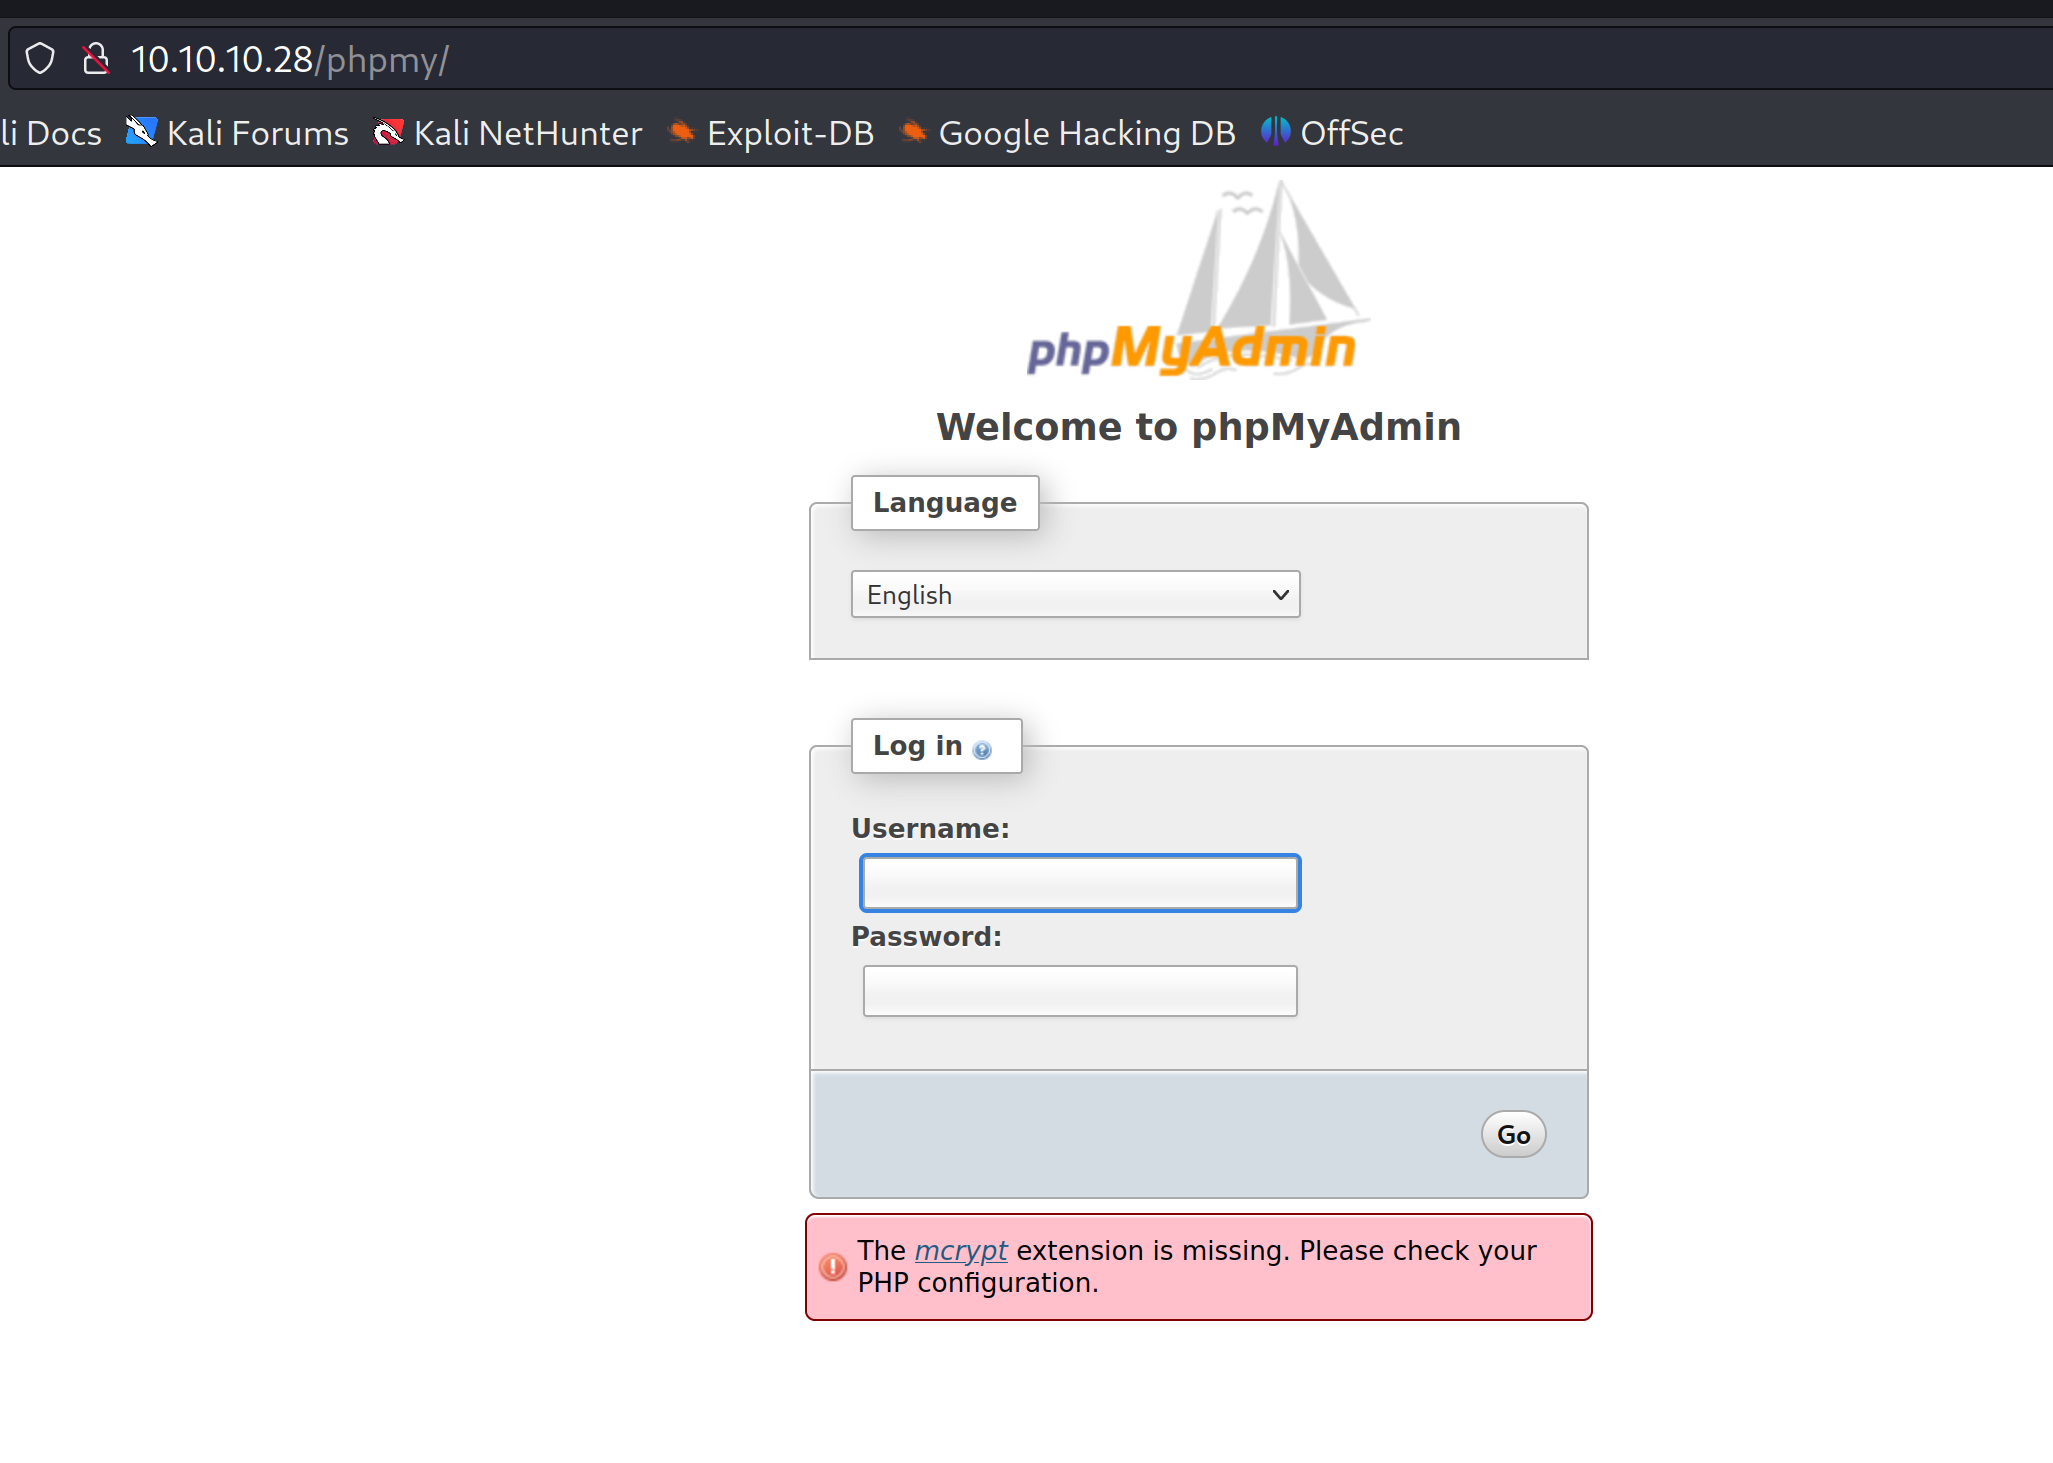 10.10.10.28/phpmy/
li Docs Kali Forums Kali NetHunter Exploit-DB Google Hacking DB OffSec
phpMyAdmin
Welcome to phpMyAdmin
Language
English
Log in
Username:
Password:
Go
The mcrypt extension is missing. Please check your
PHP configuration.